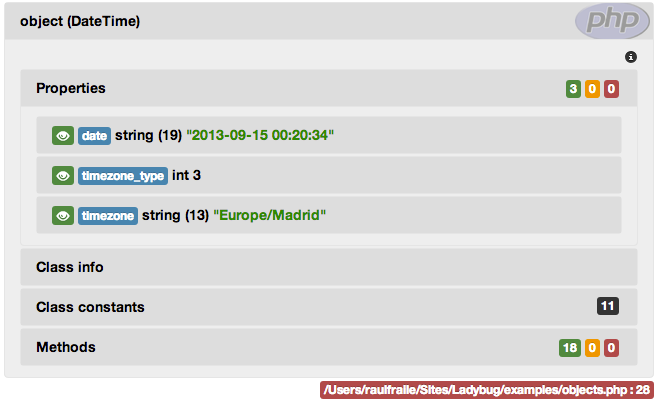 object (DateTime) php
Properties 3 0 0
date string (19) "2013-09-15 00:20:34"
timezone_type int 3
timezone string (13) "Europe/Madrid"
Class info
Class constants 11
Methods 18 0 0
/Users/raulfraile/Sites/Ladybug/examples/objects.php : 28